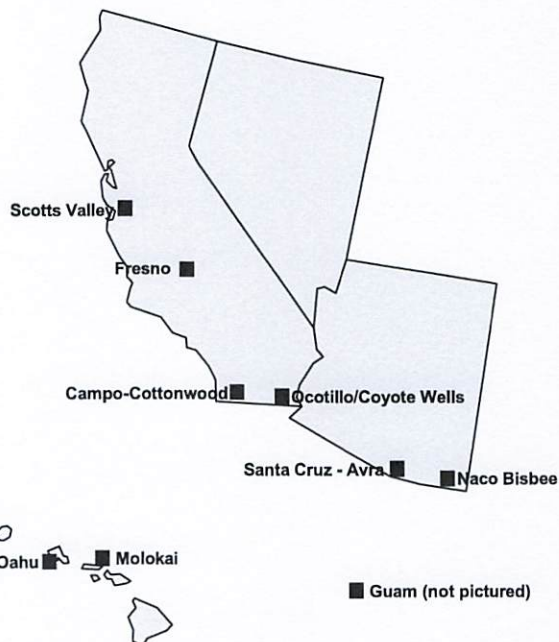 Scotts Valley
Fresno
Campo-Cottonwood
Ocotillo/Coyote Wells
Santa Cruz - Avra
Naco Bisbee
Oahu
Molokai
Guam (not pictured)